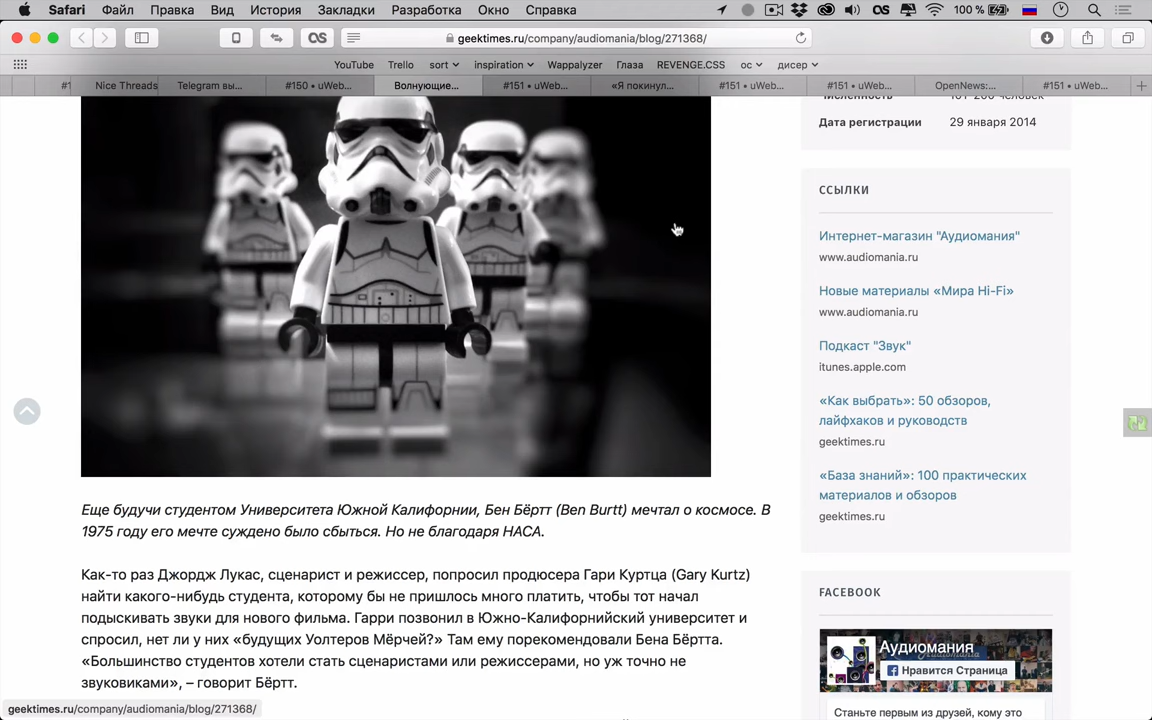 Safari Файл Правка Вид История Закладки Разработка Окно Справка 100 %
geektimes.ru/company/audiomania/blog/271368/
YouTube Trello sort inspiration Wappalyzer Глаза REVENGE.CSS ос дисер
#1 Nice Threads Telegram вы... #150 • uWeb... Волнующие... #151 • uWeb... «Я покинул... #151 • uWeb... #151 • uWeb... OpenNews:... #151 • uWeb...
Дата регистрации 29 января 2014
ССЫЛКИ
Интернет-магазин "Аудиомания"
www.audiomania.ru
Новые материалы «Мира Hi-Fi»
www.audiomania.ru
Подкаст "Звук"
itunes.apple.com
«Как выбрать»: 50 обзоров,
лайфхаков и руководств
geektimes.ru
«База знаний»: 100 практических
материалов и обзоров
geektimes.ru
Еще будучи студентом Университета Южной Калифорнии, Бен Бёртт (Ben Burtt) мечтал о космосе. В
1975 году его мечте суждено было сбыться. Но не благодаря НАСА.
Как-то раз Джордж Лукас, сценарист и режиссер, попросил продюсера Гари Куртца (Gary Kurtz)
найти какого-нибудь студента, которому бы не пришлось много платить, чтобы тот начал
подыскивать звуки для нового фильма. Гарри позвонил в Южно-Калифорнийский университет и
спросил, нет ли у них «будущих Уолтеров Мёрчей?» Там ему порекомендовали Бена Бёртта.
«Большинство студентов хотели стать сценаристами или режиссерами, но уж точно не
звуковиками», – говорит Бёртт.
FACEBOOK
Аудиомания
Нравится Страница
Станьте первым из друзей, кому это
geektimes.ru/company/audiomania/blog/271368/